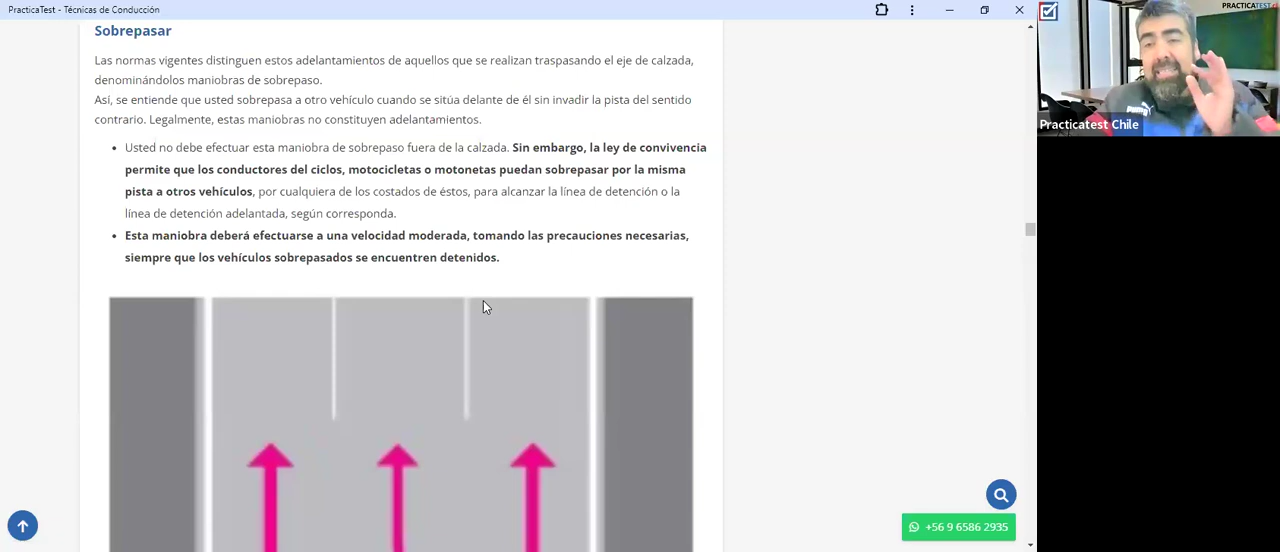 PracticaTest - Técnicas de Conducción
PRACTICATEST
Sobrepasar
Las normas vigentes distinguen estos adelantamientos de aquellos que se realizan traspasando el eje de calzada,
denominándolos maniobras de sobrepaso.
Así, se entiende que usted sobrepasa a otro vehículo cuando se sitúa delante de él sin invadir la pista del sentido
contrario. Legalmente, estas maniobras no constituyen adelantamientos.
• Usted no debe efectuar esta maniobra de sobrepaso fuera de la calzada. Sin embargo, la ley de convivencia
permite que los conductores del ciclos, motocicletas o motonetas puedan sobrepasar por la misma
pista a otros vehículos, por cualquiera de los costados de éstos, para alcanzar la línea de detención o la
línea de detención adelantada, según corresponda.
• Esta maniobra deberá efectuarse a una velocidad moderada, tomando las precauciones necesarias,
siempre que los vehículos sobrepasados se encuentren detenidos.
Practicatest Chile
PUMA
+56 9 6586 2935